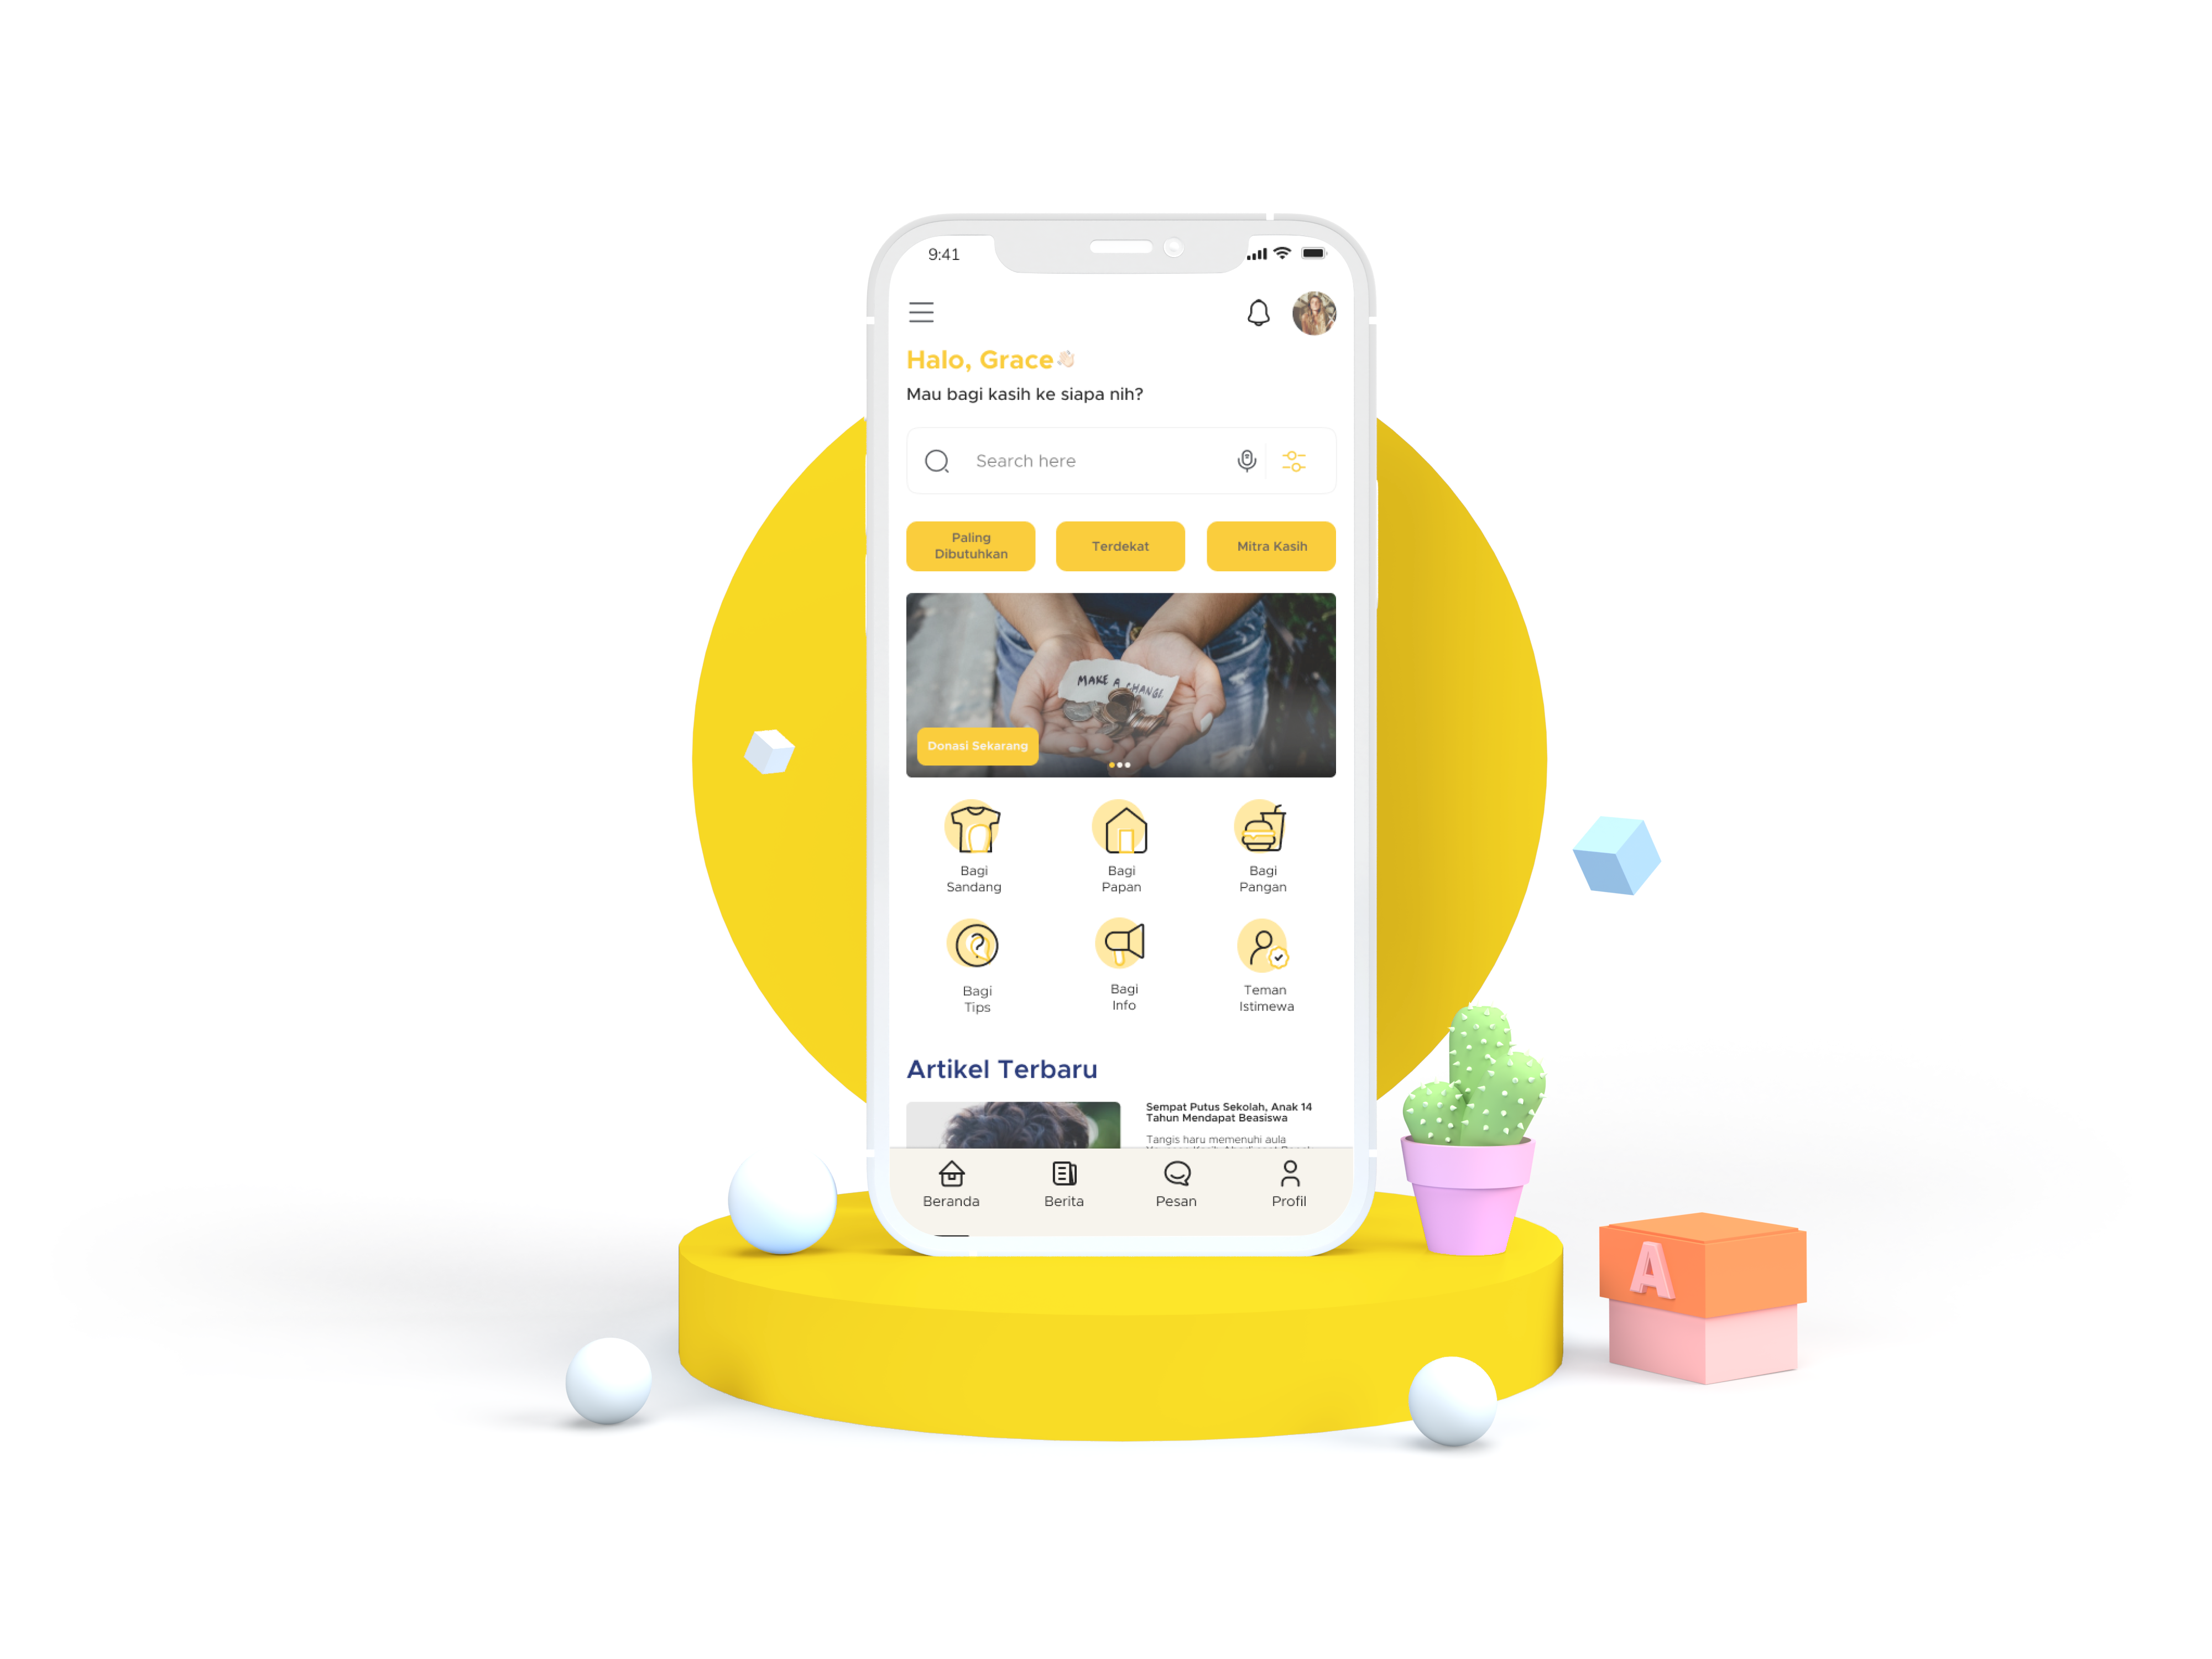 9:41
Halo, Grace👋🏻
Mau bagi kasih ke siapa nih?
Search here
Paling
Dibutuhkan
Terdekat
Mitra Kasih
MAKE A CHANGE
Donasi Sekarang
Bagi
Sandang
Bagi
Papan
Bagi
Pangan
Bagi
Tips
Bagi
Info
Teman
Istimewa
Artikel Terbaru
Sempat Putus Sekolah, Anak 14
Tahun Mendapat Beasiswa
Tangis haru memenuhi aula
Beranda
Berita
Pesan
Profil
A